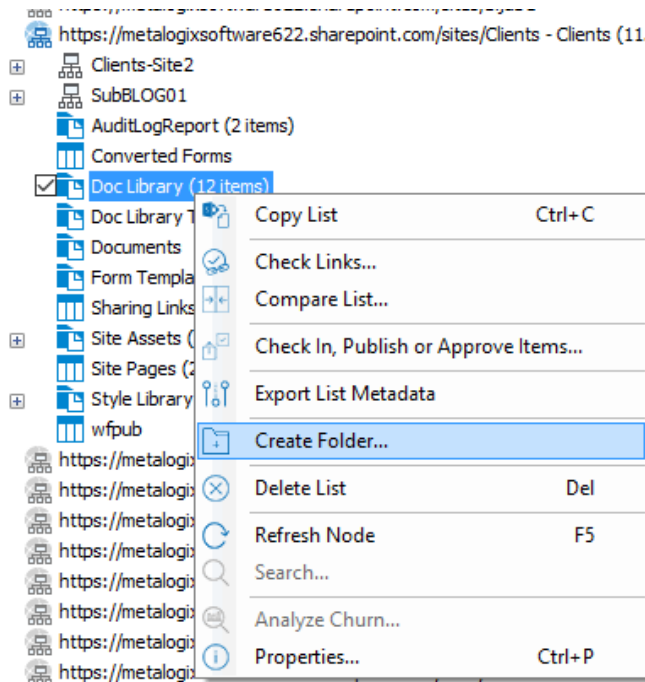 https://metalogixsoftware622.sharepoint.com/sites/Clients - Clients (11
Clients-Site2
SubBLOG01
AuditLogReport (2 items)
Converted Forms
Doc Library (12 items)
Doc Library T
Copy List Ctrl+C
Documents
Check Links...
Form Templa
Compare List...
Sharing Links
Site Assets (
Check In, Publish or Approve Items...
Site Pages (2
Style Library
Export List Metadata
wfpub
Create Folder...
https://metalogix
https://metalogix
Delete List Del
https://metalogix
Refresh Node F5
https://metalogix
https://metalogix
Search...
https://metalogix
Analyze Churn...
https://metalogix
Properties... Ctrl+P
https://metalogix